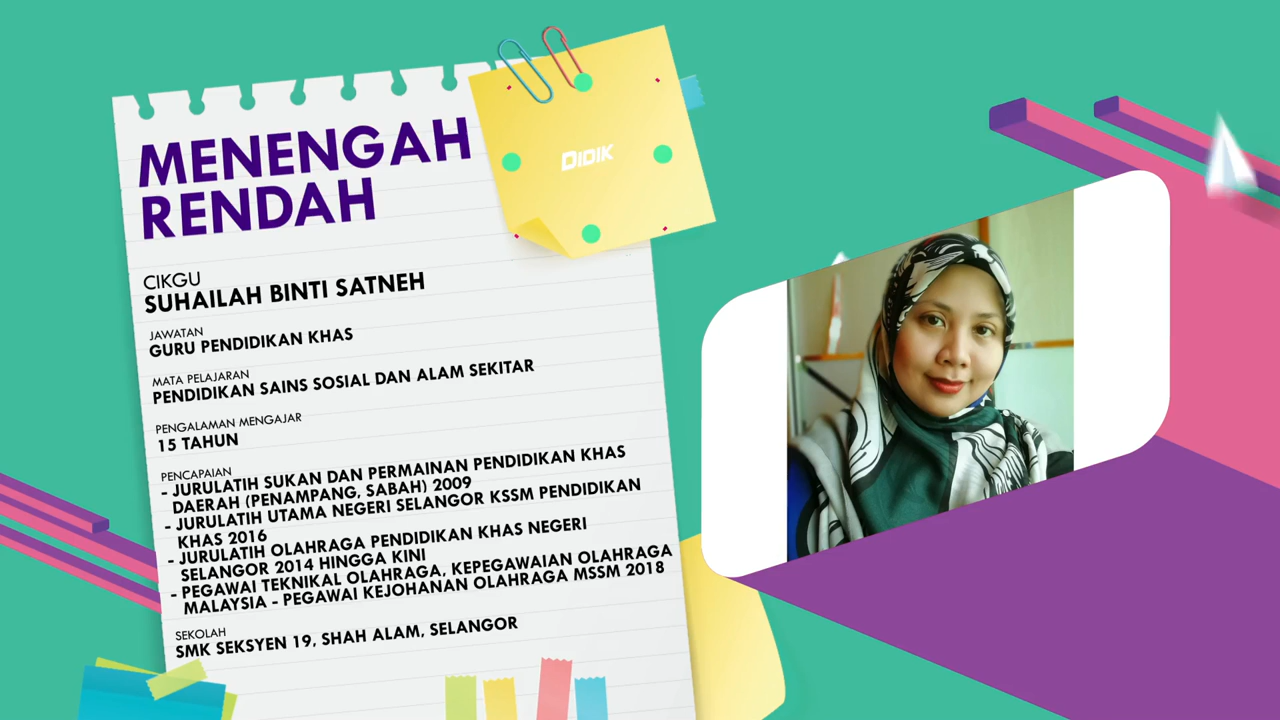 MENENGAH
RENDAH
DIDIK
CIKGU
SUHAILAH BINTI SATNEH
JAWATAN
GURU PENDIDIKAN KHAS
MATA PELAJARAN
PENDIDIKAN SAINS SOSIAL DAN ALAM SEKITAR
PENGALAMAN MENGAJAR
15 TAHUN
PENCAPAIAN
- JURULATIH SUKAN DAN PERMAINAN PENDIDIKAN KHAS
DAERAH (PENAMPANG, SABAH) 2009
- JURULATIH UTAMA NEGERI SELANGOR KSSM PENDIDIKAN
KHAS 2016
- JURULATIH OLAHRAGA PENDIDIKAN KHAS NEGERI
SELANGOR 2014 HINGGA KINI
- PEGAWAI TEKNIKAL OLAHRAGA, KEPEGAWAIAN OLAHRAGA
MALAYSIA - PEGAWAI KEJOHANAN OLAHRAGA MSSM 2018
SEKOLAH
SMK SEKSYEN 19, SHAH ALAM, SELANGOR